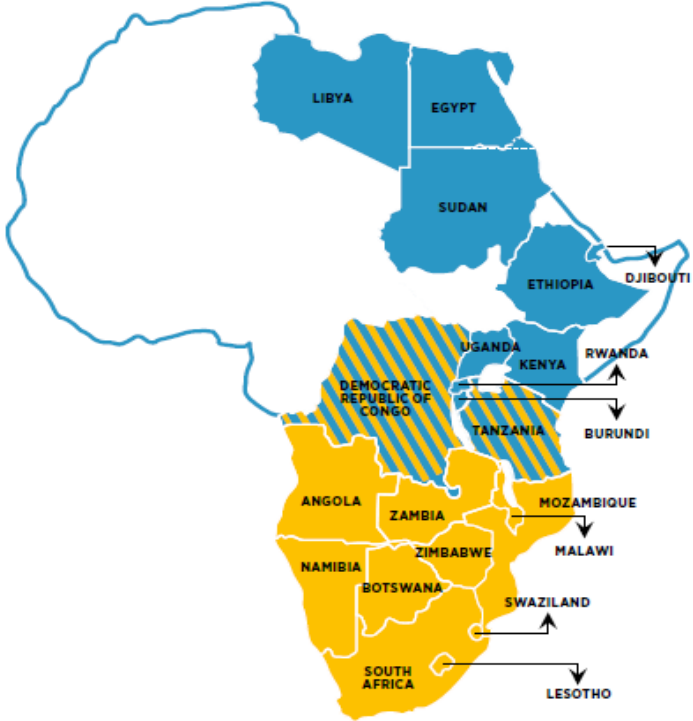 LIBYA
EGYPT
SUDAN
ETHIOPIA
DJIBOUTI
UGANDA
KENYA
RWANDA
DEMOCRATIC
REPUBLIC OF
CONGO
TANZANIA
BURUNDI
ANGOLA
ZAMBIA
MOZAMBIQUE
MALAWI
ZIMBABWE
NAMIBIA
BOTSWANA
SWAZILAND
SOUTH
AFRICA
LESOTHO